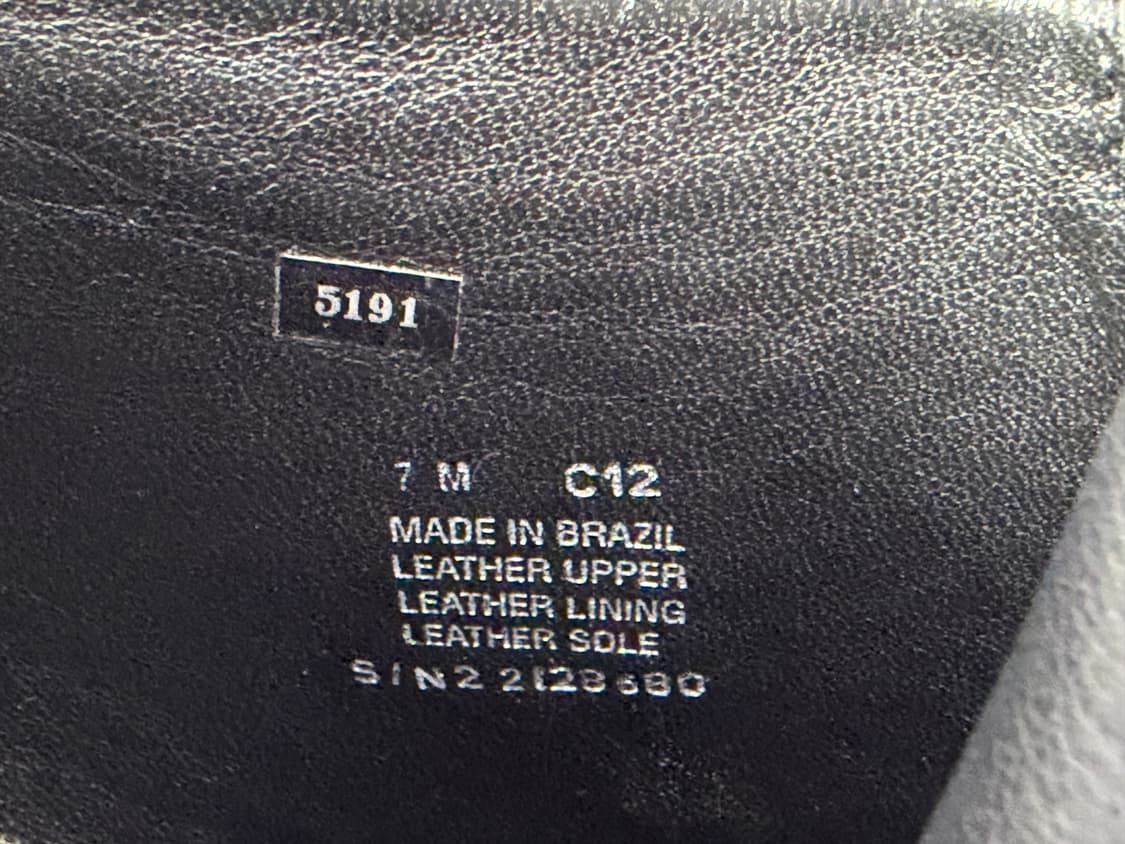 5191
7 M C12
MADE IN BRAZIL
LEATHER UPPER
LEATHER LINING
LEATHER SOLE